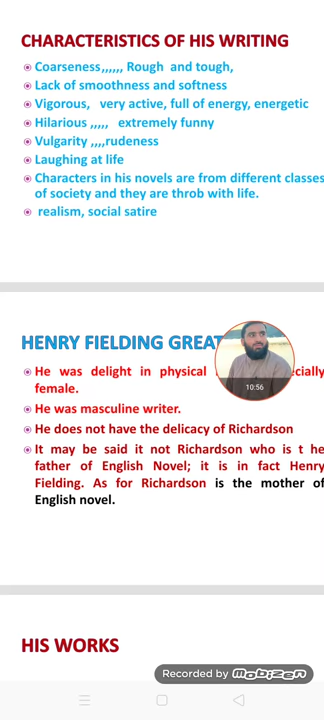 CHARACTERISTICS OF HIS WRITING
Coarseness,,,,,, Rough and tough,
Lack of smoothness and softness
Vigorous, very active, full of energy, energetic
Hilarious ,,,,, extremely funny
Vulgarity ,,,,rudeness
Laughing at life
Characters in his novels are from different classes
of society and they are throb with life.
realism, social satire
HENRY FIELDING GREAT
He was delight in physical
female.
10:56
He was masculine writer.
He does not have the delicacy of Richardson
It may be said it not Richardson who is t he
father of English Novel; it is in fact Henry
Fielding. As for Richardson is the mother of
English novel.
HIS WORKS
Recorded by mobizen